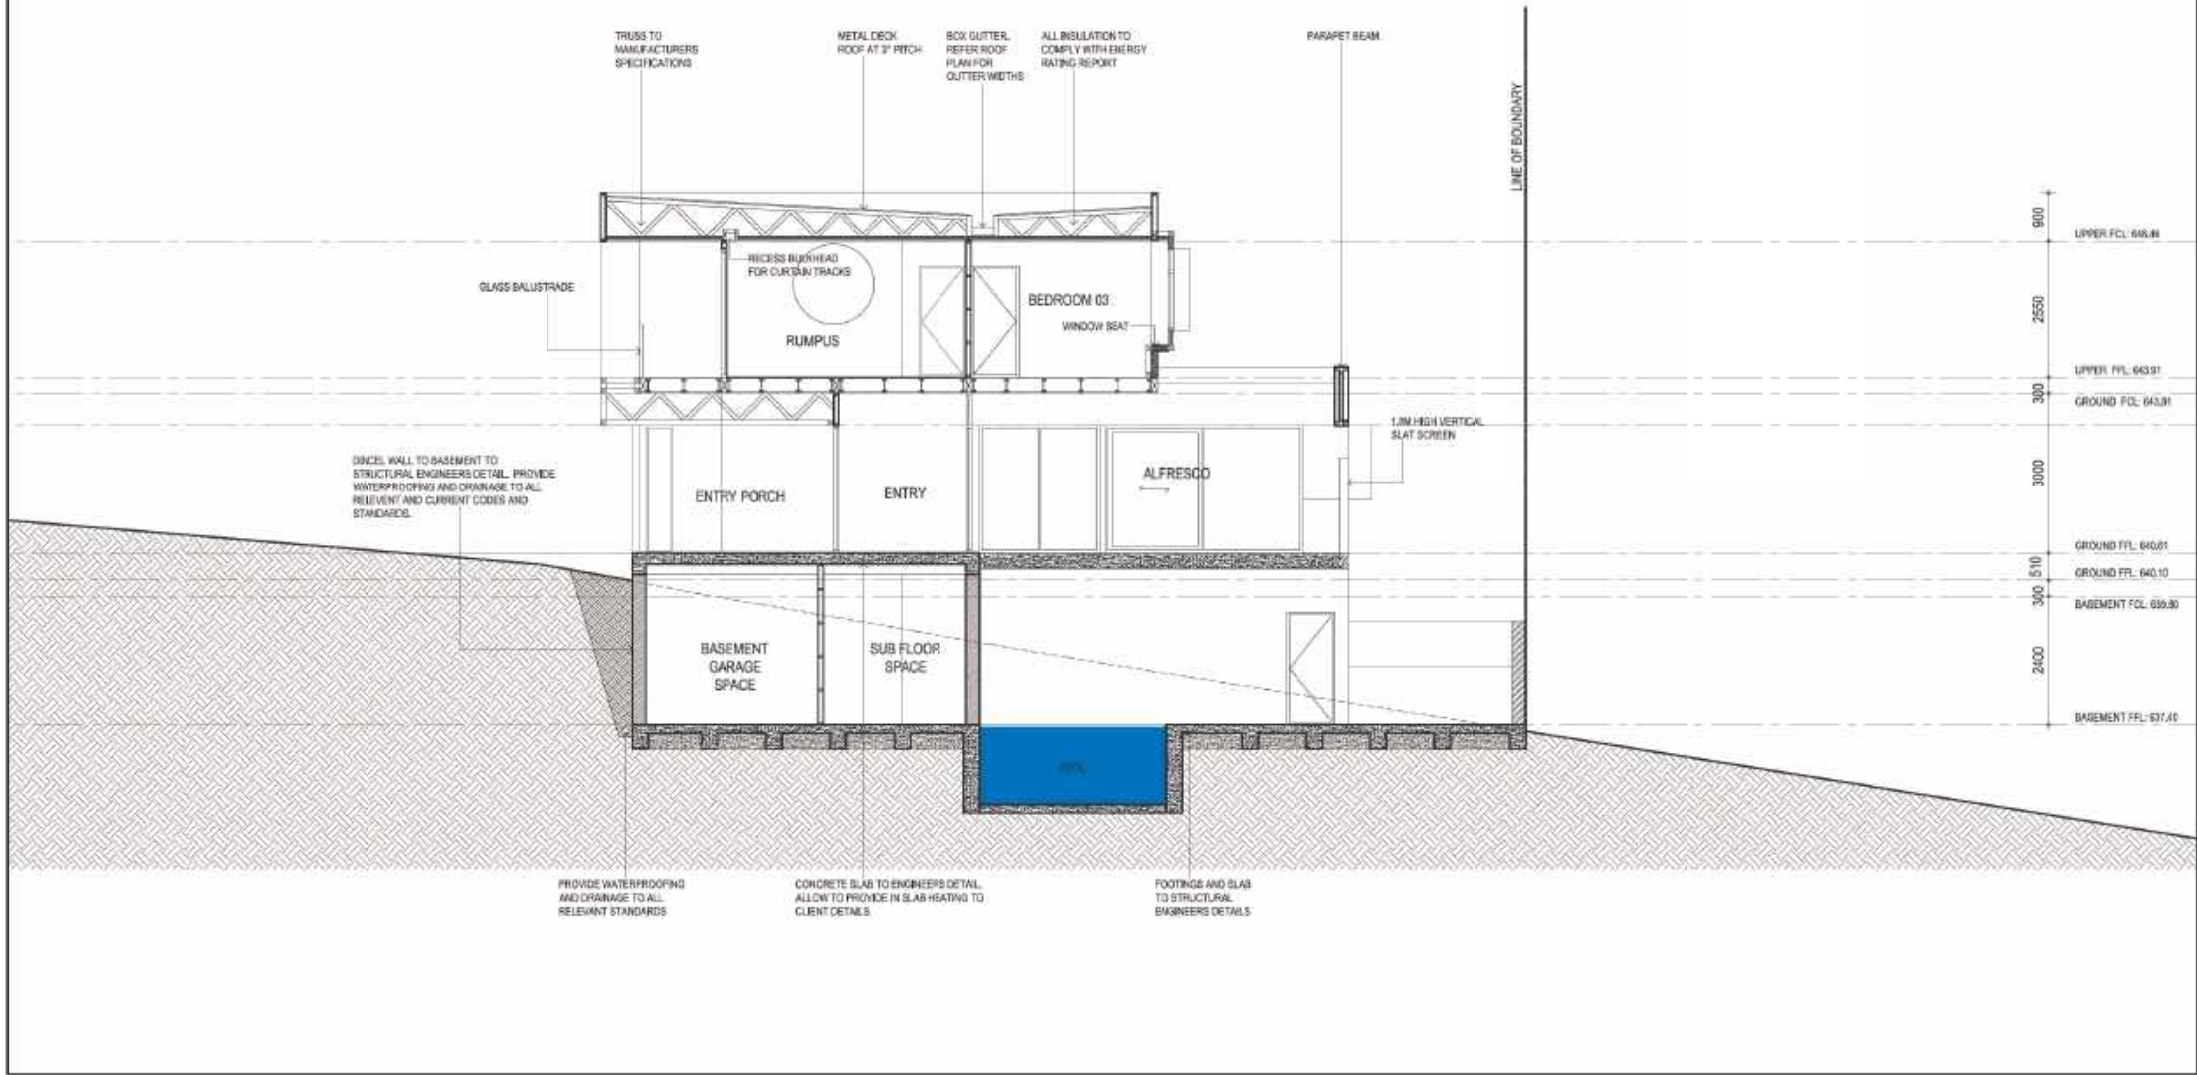 TRUSS TO
MANUFACTURERS
SPECIFICATIONS
METAL DECK
ROOF AT 3° PITCH
BOX GUTTER,
REFER ROOF
PLAN FOR
GUTTER WIDTHS
ALL INSULATION TO
COMPLY WITH ENERGY
RATING REPORT
PARAPET BEAM
LINE OF BOUNDARY
900
UPPER FCL:
RECESS BULKHEAD
FOR CURTAIN TRACKS
GLASS BALUSTRADE
RUMPUS
BEDROOM 03
WINDOW SEAT
2550
UPPER FFL: 643.91
300
GROUND FCL:
1.8M HIGH VERTICAL
SLAT SCREEN
DINCEL WALL TO BASEMENT TO
STRUCTURAL ENGINEERS DETAIL. PROVIDE
WATERPROOFING AND DRAINAGE TO ALL
RELEVENT AND CURRENT CODES AND
STANDARDS.
ENTRY PORCH
ENTRY
ALFRESCO
3000
GROUND FFL: 640.61
510
GROUND FFL: 640.10
300
BASEMENT FCL: 639.80
BASEMENT
GARAGE
SPACE
SUB FLOOR
SPACE
2400
BASEMENT FFL: 637.40
POOL
PROVIDE WATERPROOFING
AND DRAINAGE TO ALL
RELEVANT STANDARDS
CONCRETE SLAB TO ENGINEERS DETAIL.
ALLOW TO PROVIDE IN SLAB HEATING TO
CLIENT DETAILS
FOOTINGS AND SLAB
TO STRUCTURAL
ENGINEERS DETAILS